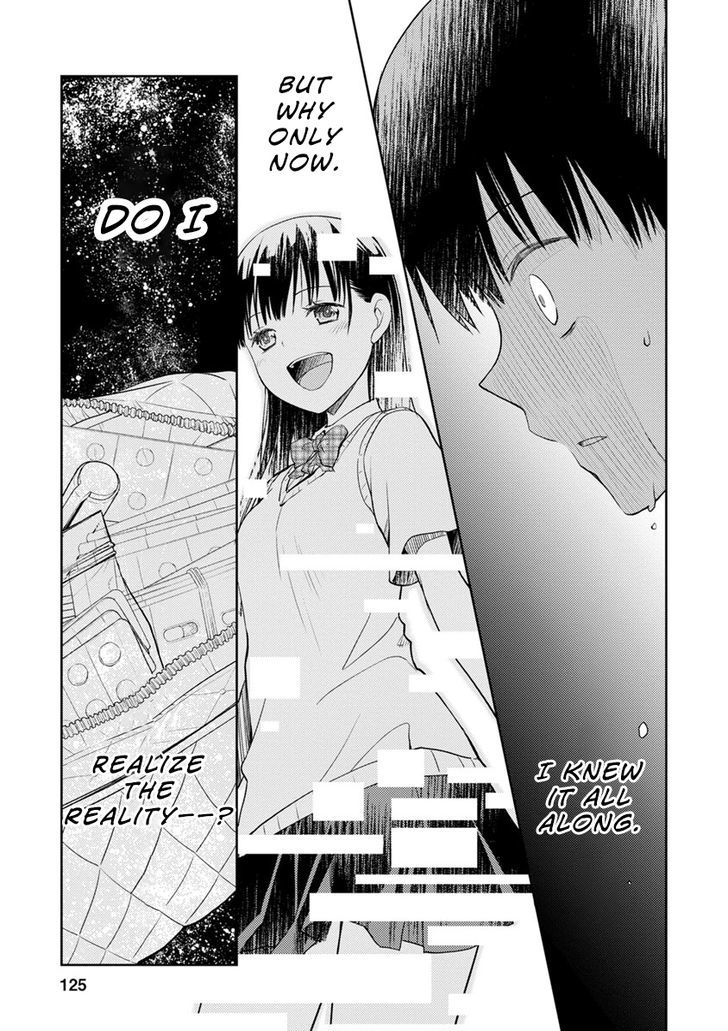 I KNEW
IT ALL
ALONG.
BUT
WHY
ONLY
NOW.
DO I
REALIZE
THE
REALITY--?
125